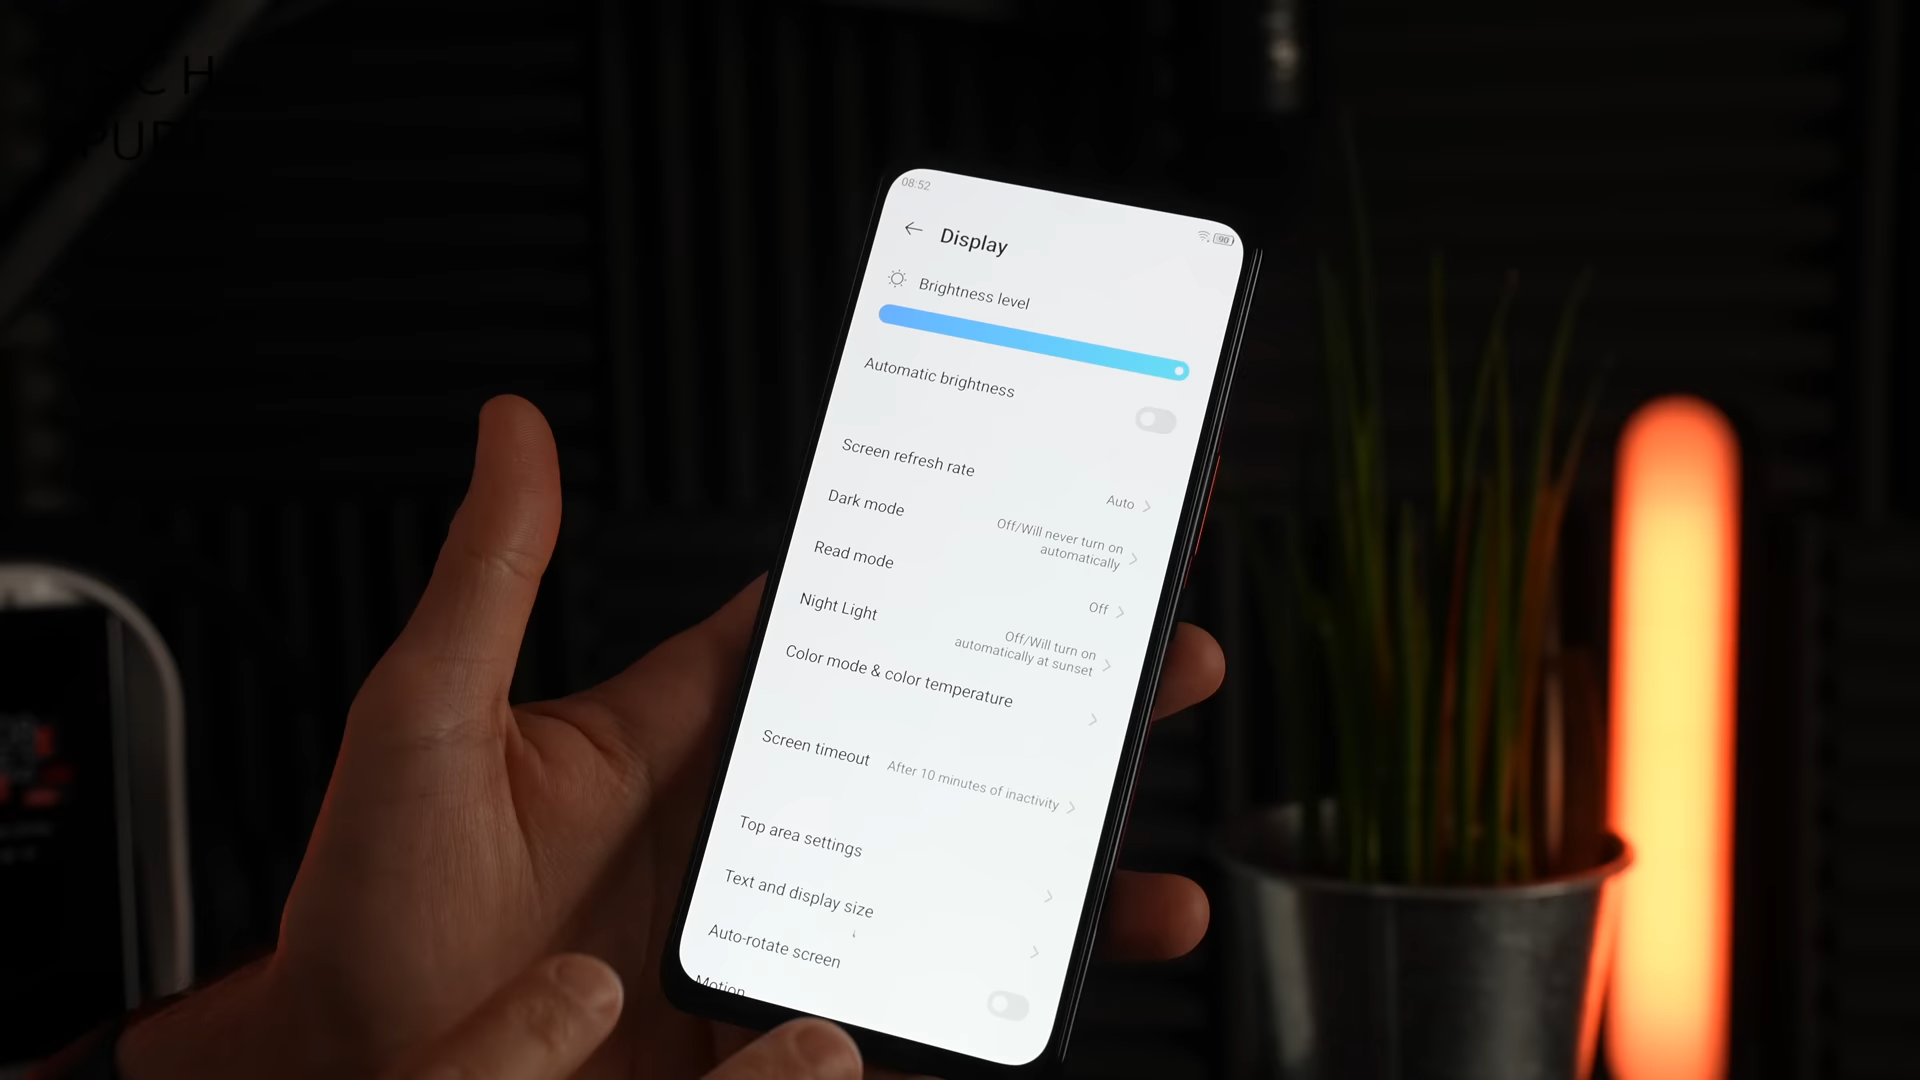 08:52
90
Display
Brightness level
Automatic brightness
Screen refresh rate
Auto
Dark mode
Off/Will never turn on
automatically
Read mode
Off
Night Light
Off/Will turn on
automatically at sunset
Color mode & color temperature
Screen timeout
After 10 minutes of inactivity
Top area settings
Text and display size
Auto-rotate screen
Motion